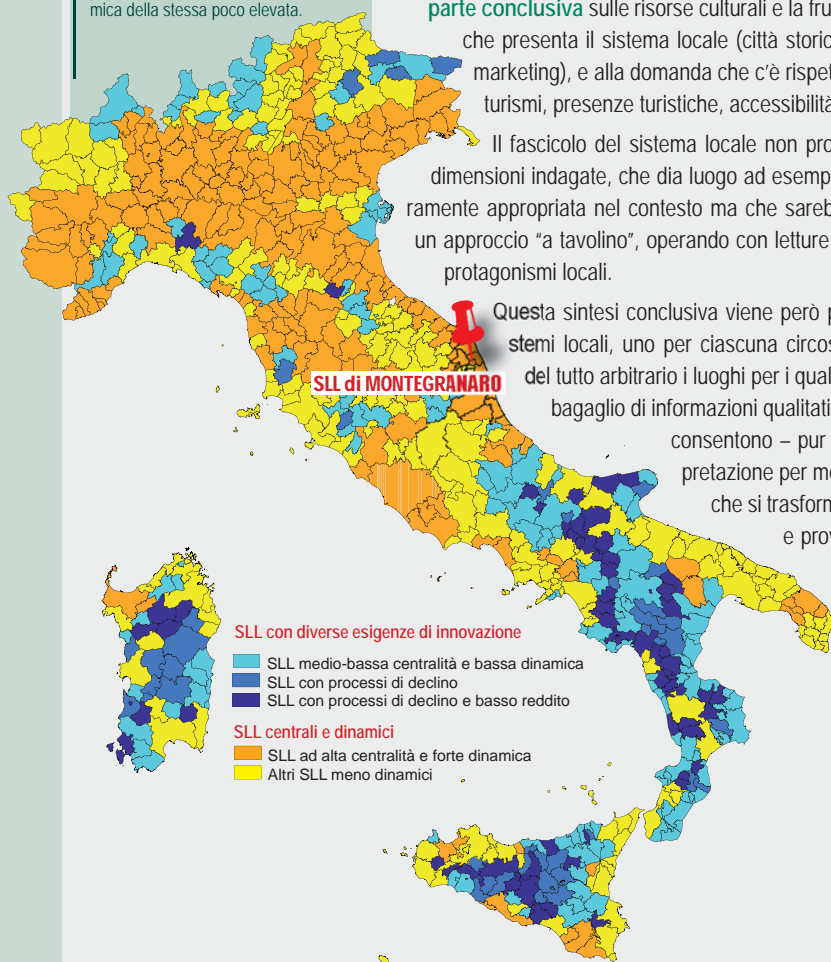 mica della stessa poco elevata.
parte conclusiva sulle risorse culturali e la fru
che presenta il sistema locale (città storic
marketing), e alla domanda che c'è rispet
turismi, presenze turistiche, accessibilità
Il fascicolo del sistema locale non pro
dimensioni indagate, che dia luogo ad esemp
ramente appropriata nel contesto ma che sareb
un approccio "a tavolino", operando con letture
protagonismi locali.
Questa sintesi conclusiva viene però p
stemi locali, uno per ciascuna circos
del tutto arbitrario i luoghi per i qual
bagaglio di informazioni qualitati
consentono – pur
pretazione per me
che si trasform
e prov
SLL di MONTEGRANARO
SLL con diverse esigenze di innovazione
SLL medio-bassa centralità e bassa dinamica
SLL con processi di declino
SLL con processi di declino e basso reddito
SLL centrali e dinamici
SLL ad alta centralità e forte dinamica
Altri SLL meno dinamici